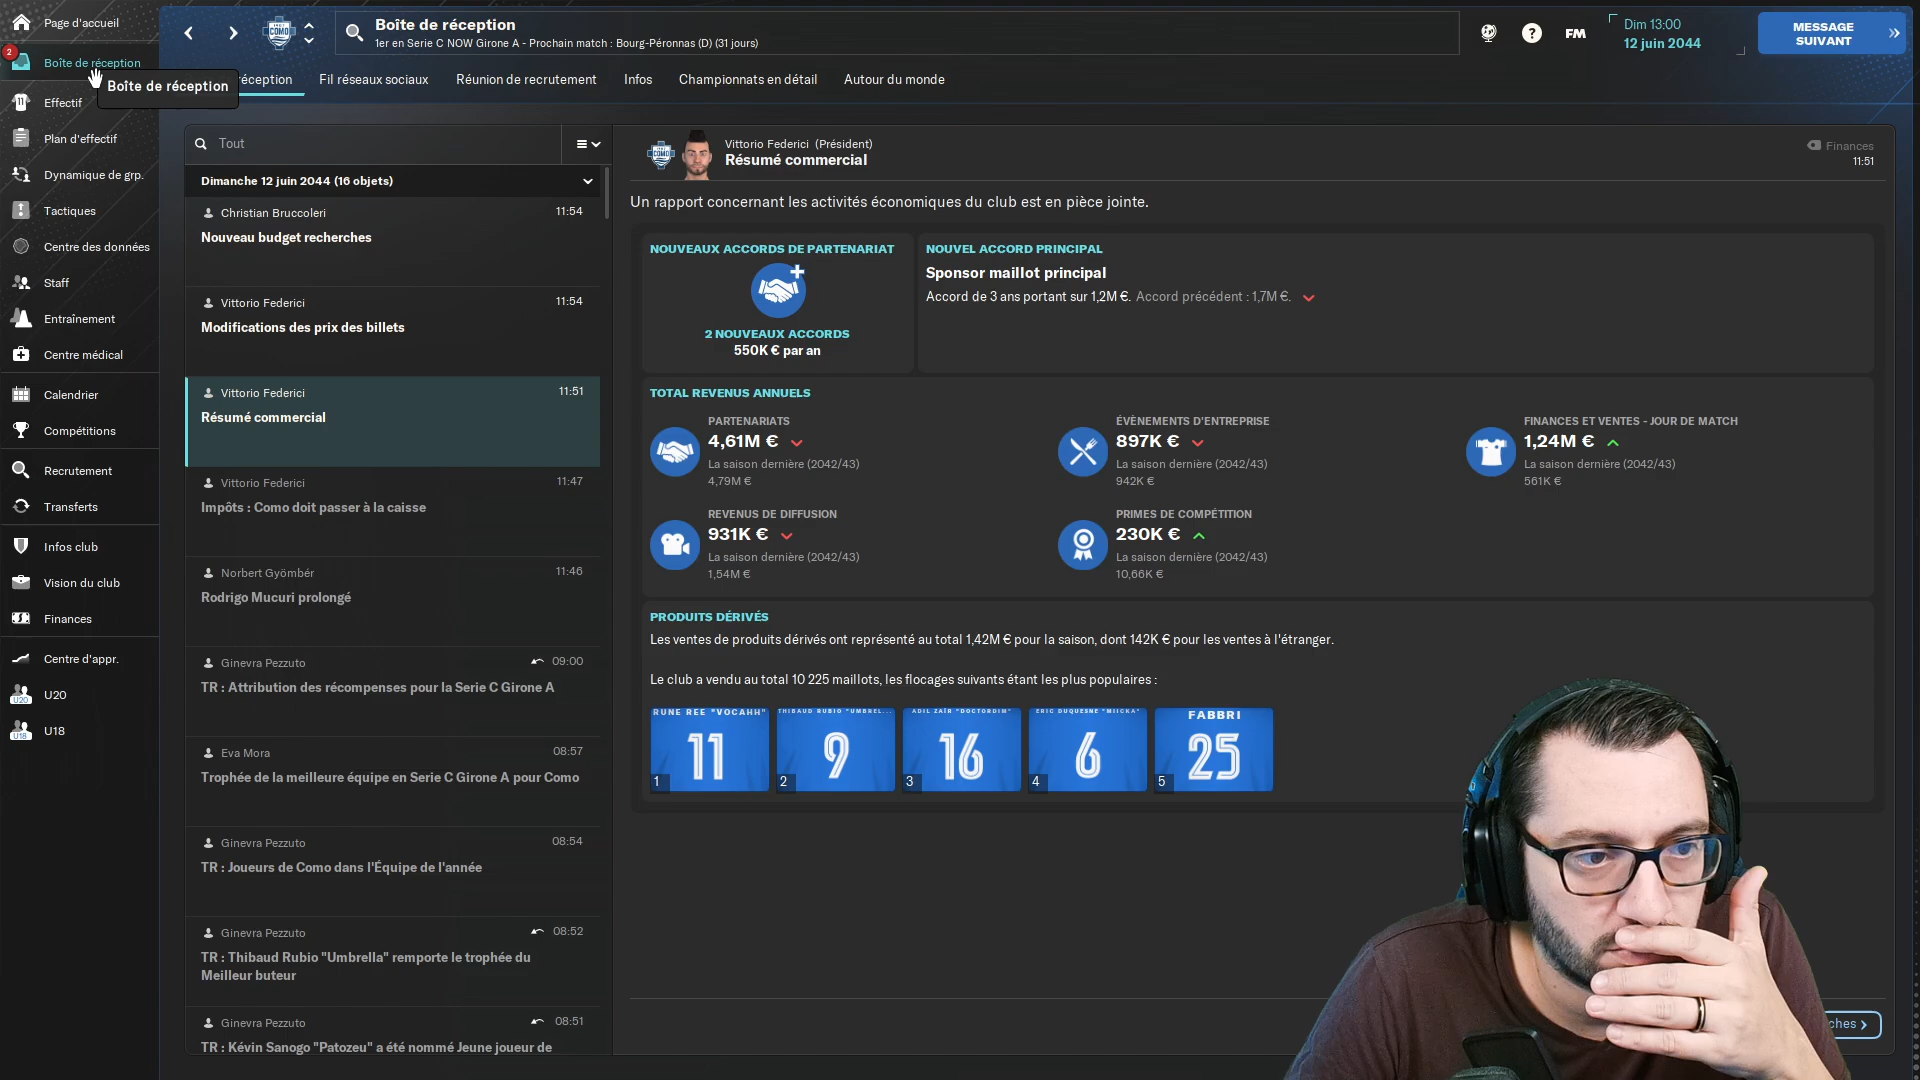 Page d'accueil
2
Boîte de réception
Boîte de réception
Effectif
Plan d'effectif
Dynamique de grp.
Tactiques
Centre des données
Staff
Entraînement
Centre médical
Calendrier
Compétitions
Recrutement
Transferts
Infos club
Vision du club
Finances
Centre d'appr.
U20
U20
U18
U18
COMO
Boîte de réception
1er en Serie C NOW Girone A - Prochain match : Bourg-Péronnas (D) (31 jours)
FM
Dim 13:00
12 juin 2044
MESSAGE SUIVANT
réception
Fil réseaux sociaux
Réunion de recrutement
Infos
Championnats en détail
Autour du monde
Tout
Dimanche 12 juin 2044 (16 objets)
Christian Bruccoleri 11:54
Nouveau budget recherches
Vittorio Federici 11:54
Modifications des prix des billets
Vittorio Federici 11:51
Résumé commercial
Vittorio Federici 11:47
Impôts : Como doit passer à la caisse
Norbert Gyömbér 11:46
Rodrigo Mucuri prolongé
Ginevra Pezzuto 09:00
TR : Attribution des récompenses pour la Serie C Girone A
Eva Mora 08:57
Trophée de la meilleure équipe en Serie C Girone A pour Como
Ginevra Pezzuto 08:54
TR : Joueurs de Como dans l'Équipe de l'année
Ginevra Pezzuto 08:52
TR : Thibaud Rubio "Umbrella" remporte le trophée du
Meilleur buteur
Ginevra Pezzuto 08:51
TR : Kévin Sanogo "Patozeu" a été nommé Jeune joueur de
COMO
Vittorio Federici (Président)
Résumé commercial
Finances
11:51
Un rapport concernant les activités économiques du club est en pièce jointe.
NOUVEAUX ACCORDS DE PARTENARIAT
2 NOUVEAUX ACCORDS
550K € par an
NOUVEL ACCORD PRINCIPAL
Sponsor maillot principal
Accord de 3 ans portant sur 1,2M €. Accord précédent : 1,7M €.
TOTAL REVENUS ANNUELS
PARTENARIATS
4,61M €
La saison dernière (2042/43)
4,79M €
ÉVÈNEMENTS D'ENTREPRISE
897K €
La saison dernière (2042/43)
942K €
FINANCES ET VENTES - JOUR DE MATCH
1,24M €
La saison dernière (2042/43)
561K €
REVENUS DE DIFFUSION
931K €
La saison dernière (2042/43)
1,54M €
PRIMES DE COMPÉTITION
230K €
La saison dernière (2042/43)
10,66K €
PRODUITS DÉRIVÉS
Les ventes de produits dérivés ont représenté au total 1,42M € pour la saison, dont 142K € pour les ventes à l'étranger.
Le club a vendu au total 10 225 maillots, les flocages suivants étant les plus populaires :
RUNE REE "VOCAHH"
11
1
THIBAUD RUBIO "UMBREL...
9
2
ADIL ZAÏR "DOCTORDIM"
16
3
ERIC DUQUESNE "MIICKA"
6
4
FABBRI
25
5
ches